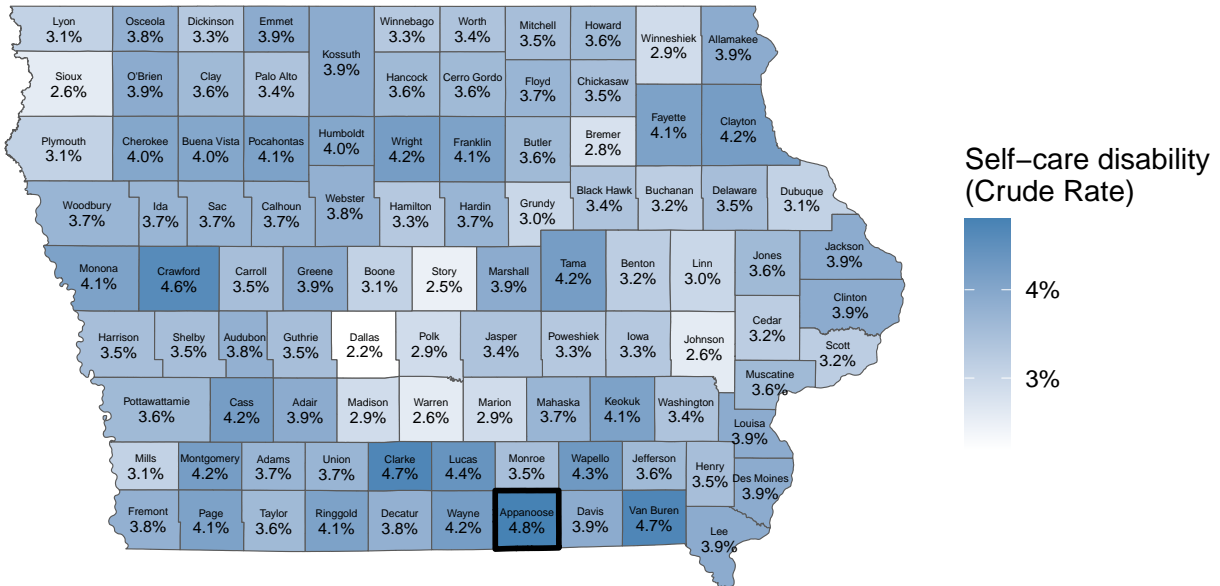 Lyon
3.1%
Osceola
3.8%
Dickinson
3.3%
Emmet
3.9%
Kossuth
3.9%
Winnebago
3.3%
Worth
3.4%
Mitchell
3.5%
Howard
3.6%
Winneshiek
2.9%
Allamakee
3.9%
Sioux
2.6%
O'Brien
3.9%
Clay
3.6%
Palo Alto
3.4%
Hancock
3.6%
Cerro Gordo
3.6%
Floyd
3.7%
Chickasaw
3.5%
Fayette
4.1%
Clayton
4.2%
Plymouth
3.1%
Cherokee
4.0%
Buena Vista
4.0%
Pocahontas
4.1%
Humboldt
4.0%
Wright
4.2%
Franklin
4.1%
Butler
3.6%
Bremer
2.8%
Woodbury
3.7%
Ida
3.7%
Sac
3.7%
Calhoun
3.7%
Webster
3.8%
Hamilton
3.3%
Hardin
3.7%
Grundy
3.0%
Black Hawk
3.4%
Buchanan
3.2%
Delaware
3.5%
Dubuque
3.1%
Monona
4.1%
Crawford
4.6%
Carroll
3.5%
Greene
3.9%
Boone
3.1%
Story
2.5%
Marshall
3.9%
Tama
4.2%
Benton
3.2%
Linn
3.0%
Jones
3.6%
Jackson
3.9%
Clinton
3.9%
Harrison
3.5%
Shelby
3.5%
Audubon
3.8%
Guthrie
3.5%
Dallas
2.2%
Polk
2.9%
Jasper
3.4%
Poweshiek
3.3%
Iowa
3.3%
Johnson
2.6%
Cedar
3.2%
Scott
3.2%
Muscatine
3.6%
Pottawattamie
3.6%
Cass
4.2%
Adair
3.9%
Madison
2.9%
Warren
2.6%
Marion
2.9%
Mahaska
3.7%
Keokuk
4.1%
Washington
3.4%
Louisa
3.9%
Mills
3.1%
Montgomery
4.2%
Adams
3.7%
Union
3.7%
Clarke
4.7%
Lucas
4.4%
Monroe
3.5%
Wapello
4.3%
Jefferson
3.6%
Henry
3.5%
Des Moines
3.9%
Fremont
3.8%
Page
4.1%
Taylor
3.6%
Ringgold
4.1%
Decatur
3.8%
Wayne
4.2%
Appanoose
4.8%
Davis
3.9%
Van Buren
4.7%
Lee
3.9%
Self−care disability
(Crude Rate)
4%
3%